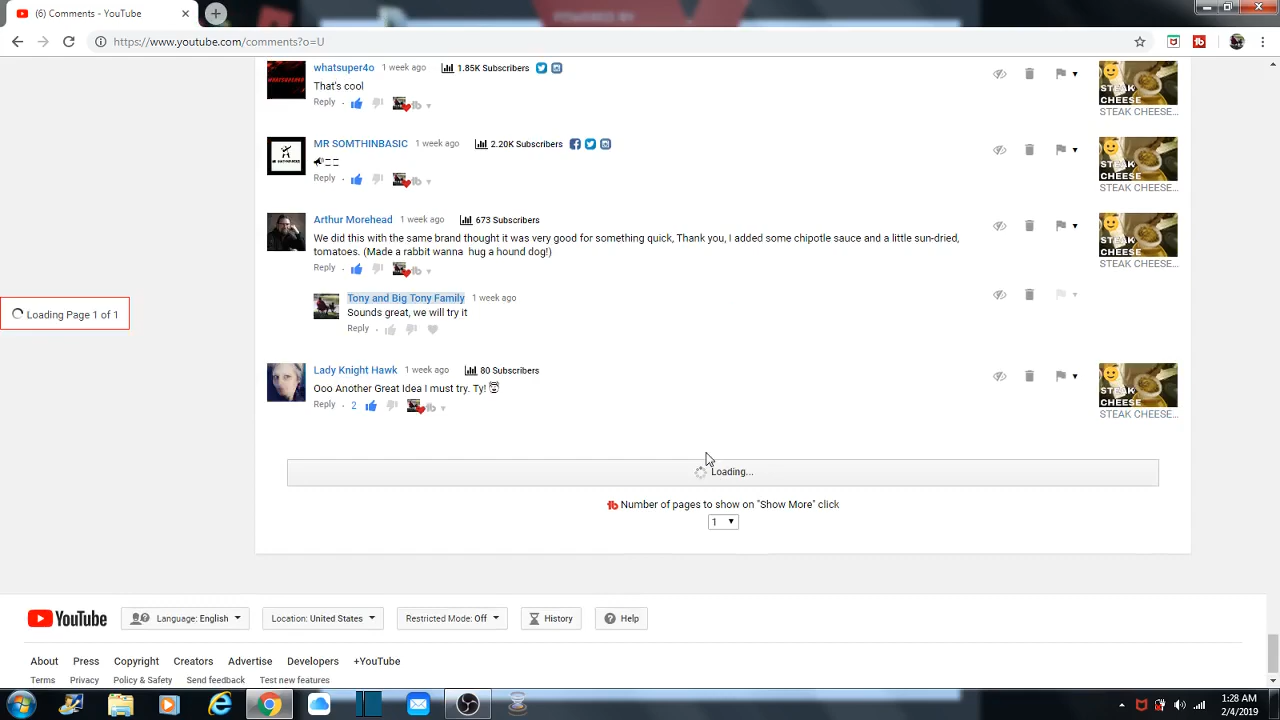 POWERED BY
(6) Comments - YouTube
https://www.youtube.com/comments?o=U
whatsuper4o 1 week ago 1.85K Subscribers
That's cool
Reply
STEAK CHEESE
STEAK CHEESE...
MR SOMTHINBASIC 1 week ago 2.20K Subscribers
Reply
STEAK CHEESE
STEAK CHEESE...
Arthur Morehead 1 week ago 673 Subscribers
We did this with the same brand thought it was very good for something quick, Thank you, I added some chipotle sauce and a little sun-dried,
tomatoes. (Made a rabbit wanna hug a hound dog!)
Reply
STEAK CHEESE
STEAK CHEESE...
Tony and Big Tony Family 1 week ago
Sounds great, we will try it
Reply
Loading Page 1 of 1
Lady Knight Hawk 1 week ago 80 Subscribers
Ooo Another Great Idea I must try. Ty!
Reply 2
STEAK CHEESE
STEAK CHEESE...
Loading...
Number of pages to show on "Show More" click
1
YouTube Language: English Location: United States Restricted Mode: Off History Help
About Press Copyright Creators Advertise Developers +YouTube
Terms Privacy Policy & Safety Send feedback Test new features
1:28 AM
2/4/2019